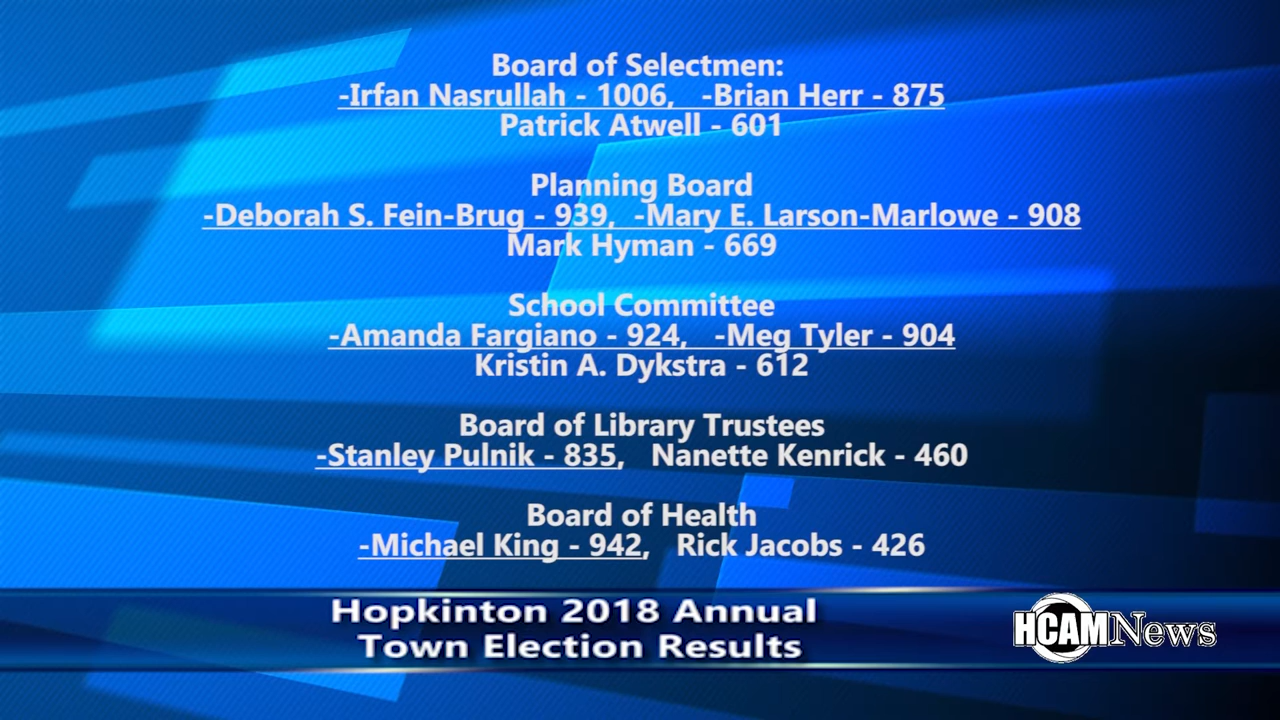 Board of Selectmen:
-Irfan Nasrullah - 1006,   -Brian Herr - 875
Patrick Atwell - 601
Planning Board
-Deborah S. Fein-Brug - 939,  -Mary E. Larson-Marlowe - 908
Mark Hyman - 669
School Committee
-Amanda Fargiano - 924,   -Meg Tyler - 904
Kristin A. Dykstra - 612
Board of Library Trustees
-Stanley Pulnik - 835,   Nanette Kenrick - 460
Board of Health
-Michael King - 942,   Rick Jacobs - 426
Hopkinton 2018 Annual
Town Election Results
HCAMNews